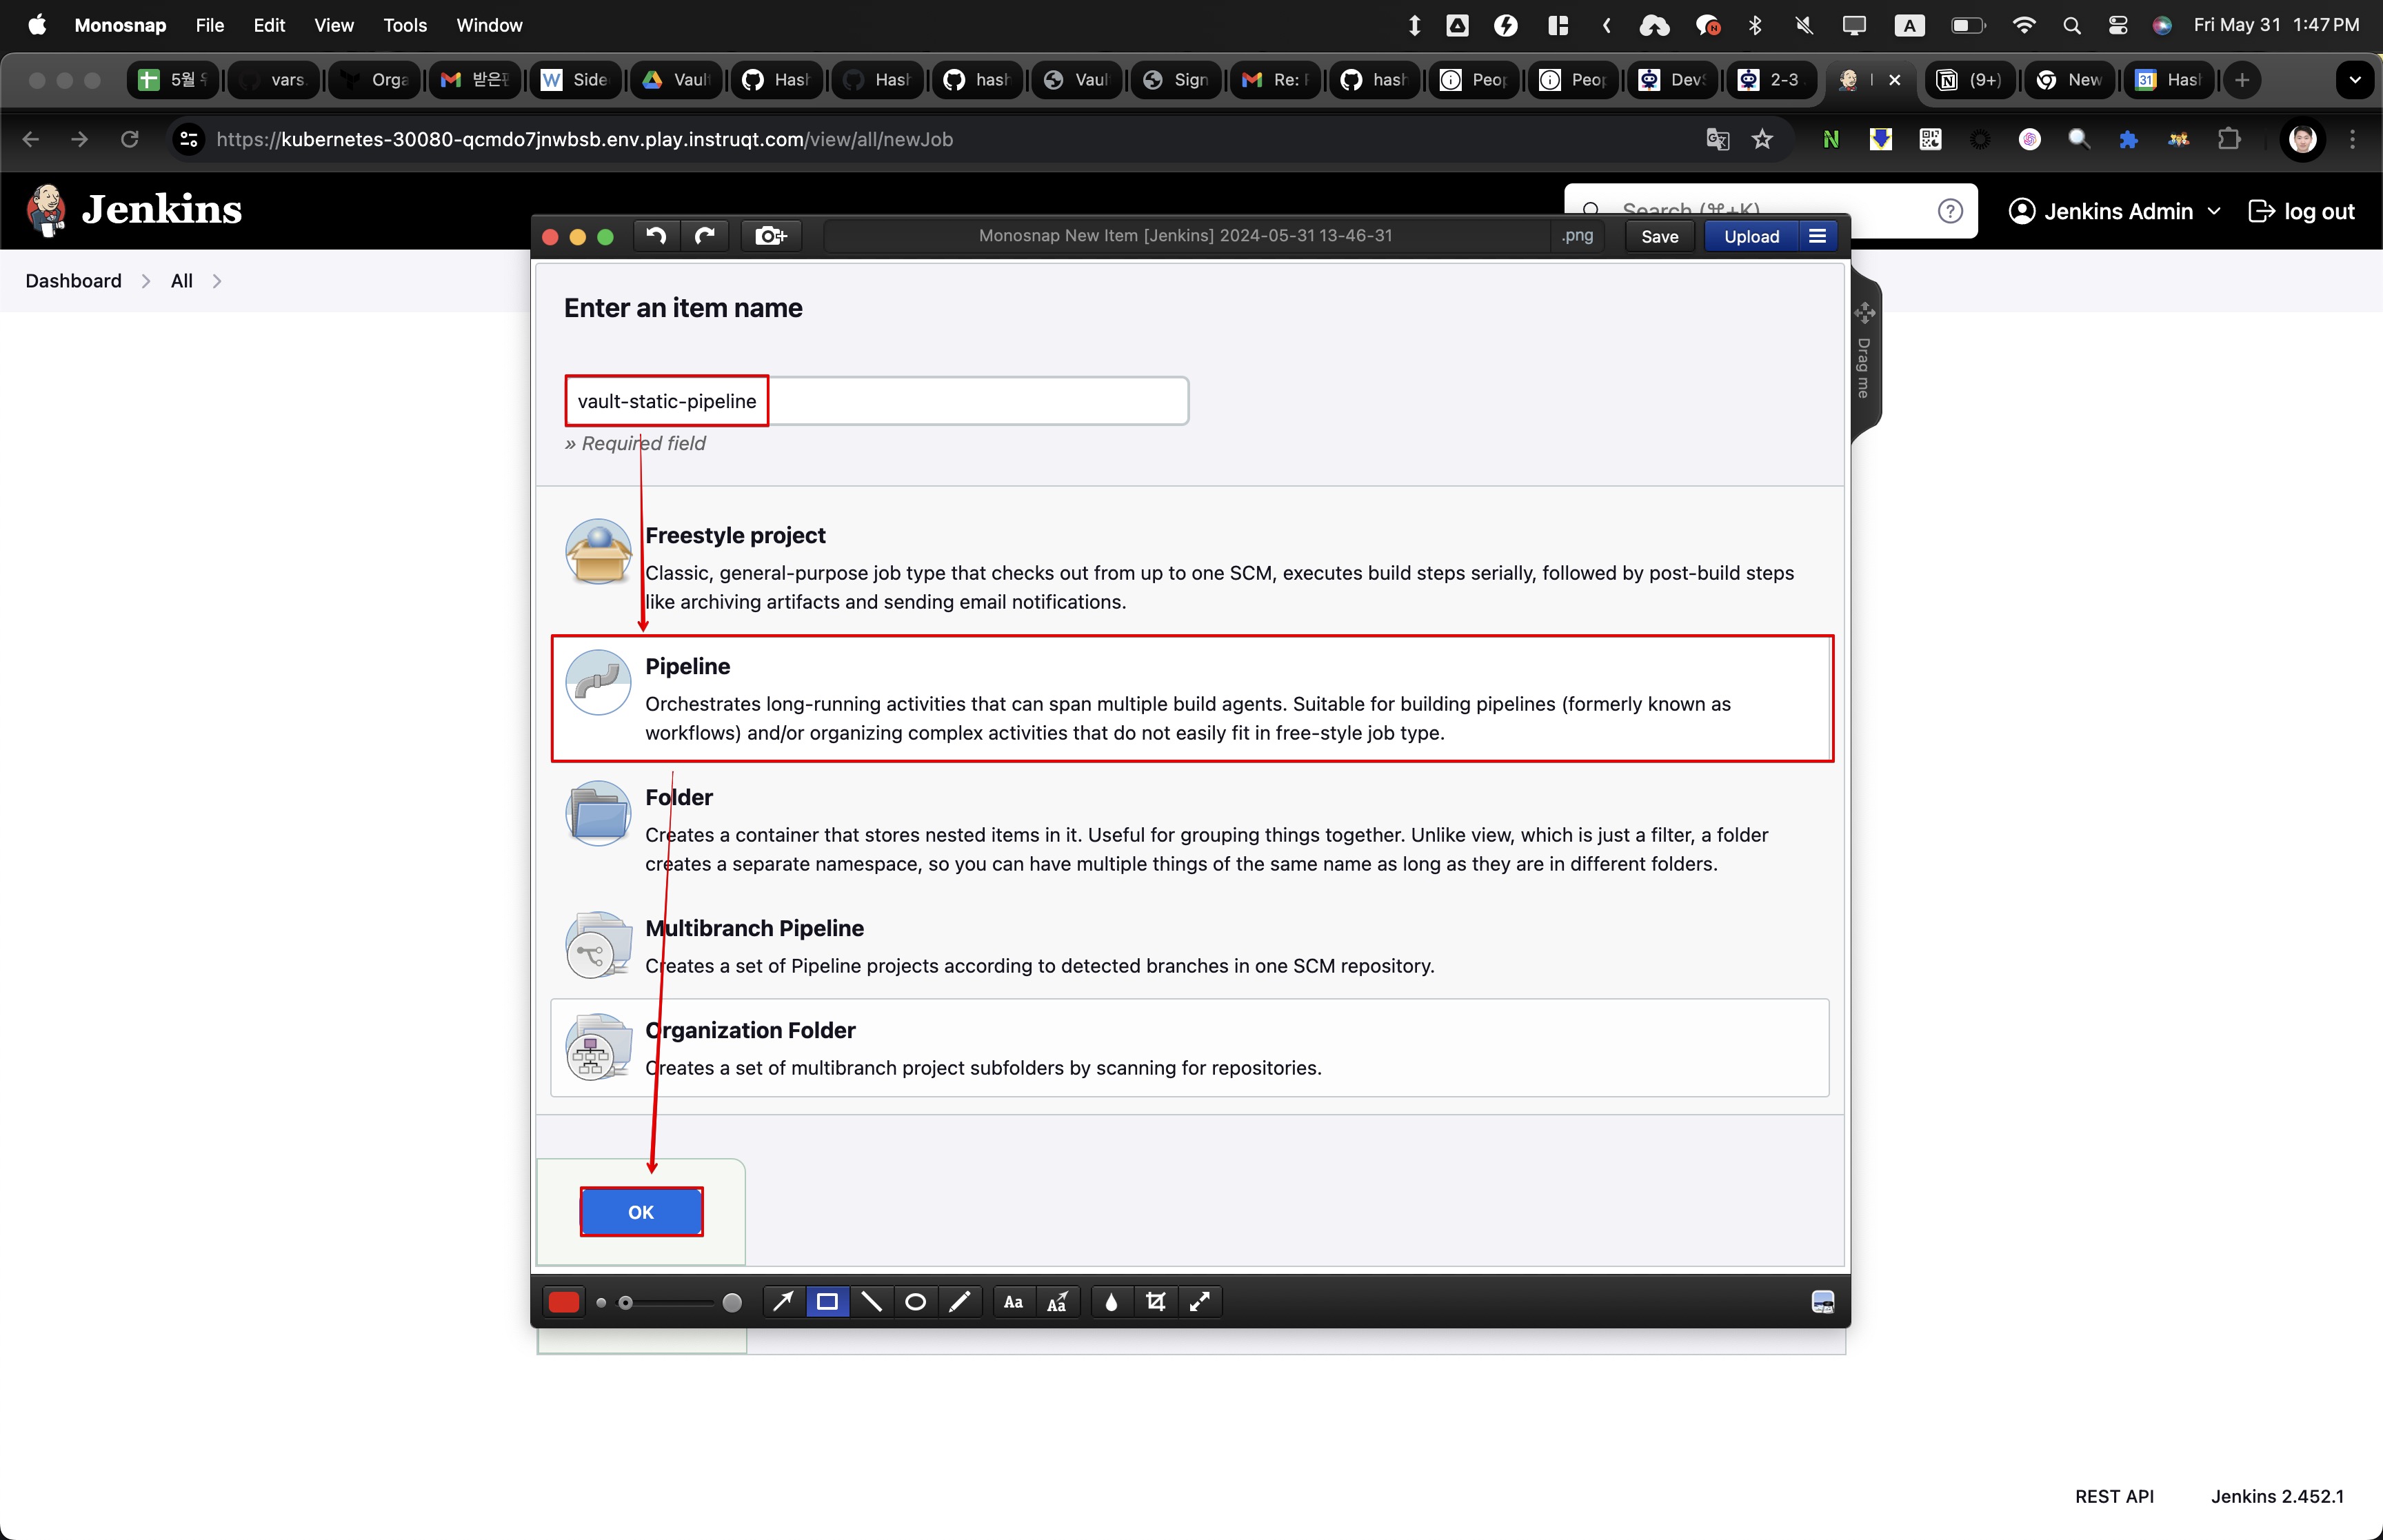 Monosnap File Edit View Tools Window A Fri May 31 1:47 PM
5월 vars. Orga 받은 Side Vaul Hash Hash hash Vaul Sign Re: F hash Peo Peo Dev 2-3 (9+) New 31 Hash
https://kubernetes-30080-qcmdo7jnwbsb.env.play.instruqt.com/view/all/newJob
Jenkins
Search (⌘+K)
Jenkins Admin
log out
Dashboard All
Monosnap New Item [Jenkins] 2024-05-31 13-46-31 .png Save Upload
Drag me
Enter an item name
vault-static-pipeline
» Required field
Freestyle project
Classic, general-purpose job type that checks out from up to one SCM, executes build steps serially, followed by post-build steps
like archiving artifacts and sending email notifications.
Pipeline
Orchestrates long-running activities that can span multiple build agents. Suitable for building pipelines (formerly known as
workflows) and/or organizing complex activities that do not easily fit in free-style job type.
Folder
Creates a container that stores nested items in it. Useful for grouping things together. Unlike view, which is just a filter, a folder
creates a separate namespace, so you can have multiple things of the same name as long as they are in different folders.
Multibranch Pipeline
Creates a set of Pipeline projects according to detected branches in one SCM repository.
Organization Folder
Creates a set of multibranch project subfolders by scanning for repositories.
OK
Aa Aa
REST API Jenkins 2.452.1